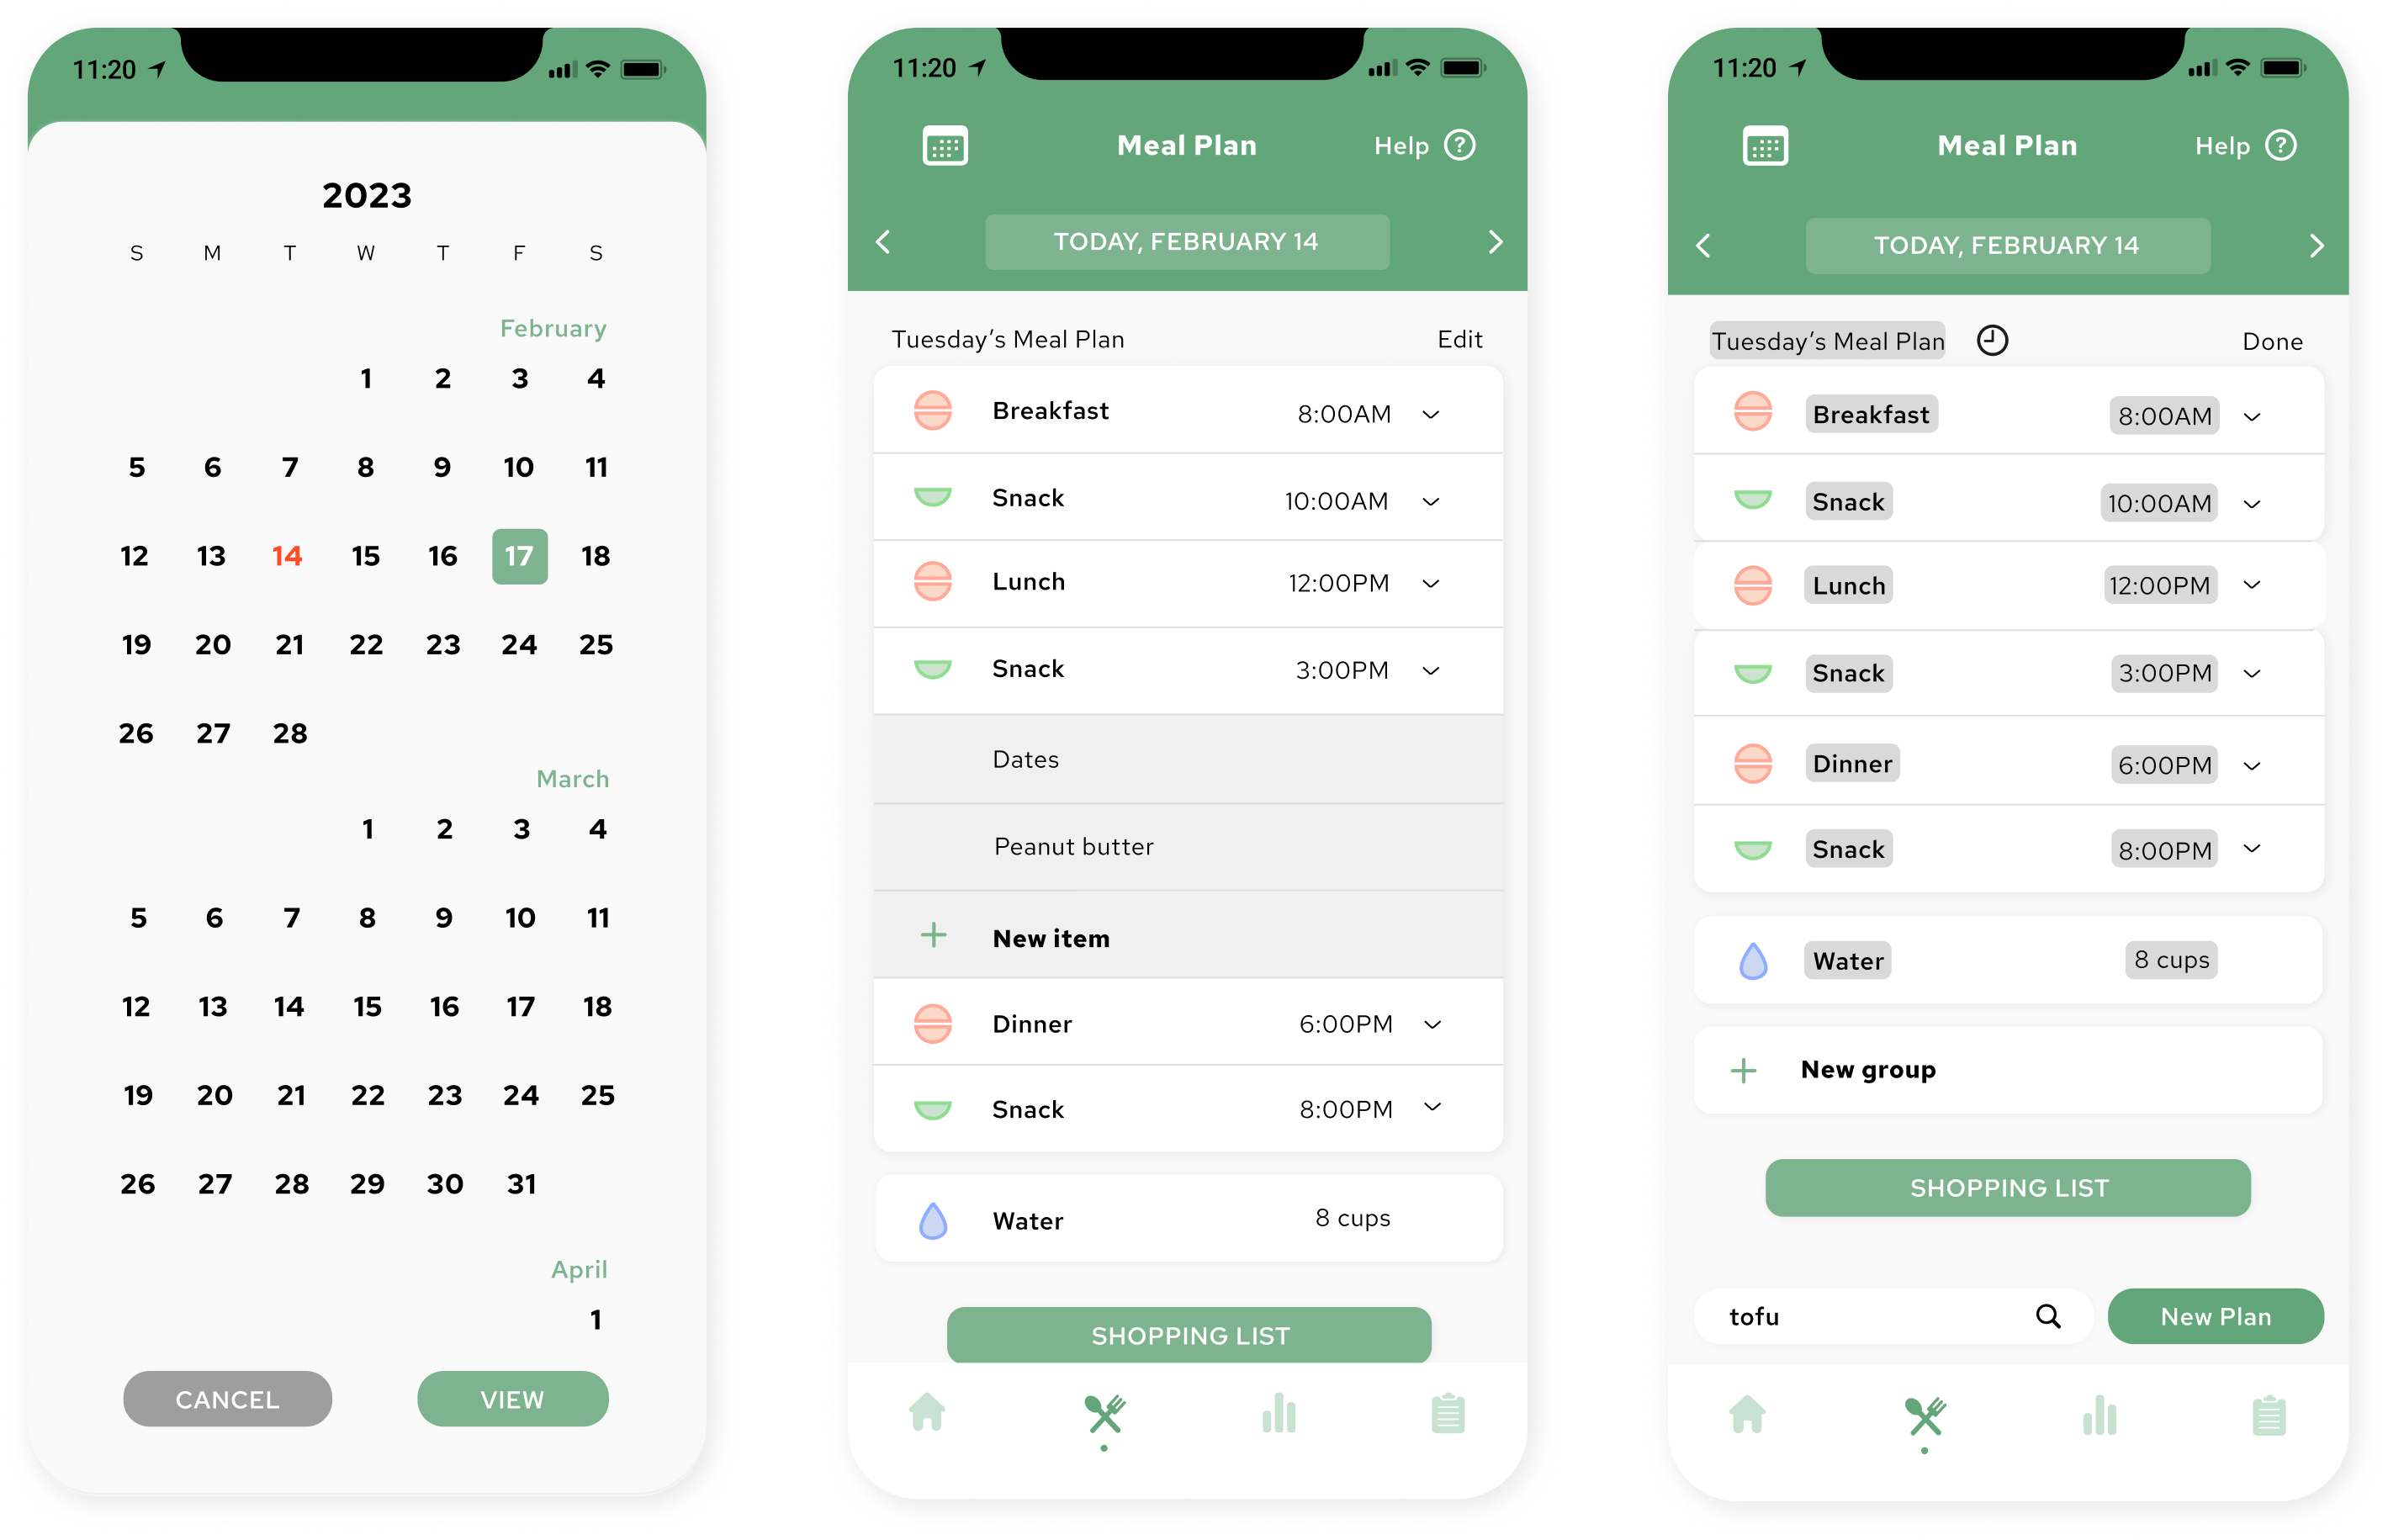 11:20
2023
S M T W T F S
February
1 2 3 4
5 6 7 8 9 10 11
12 13 14 15 16 17 18
19 20 21 22 23 24 25
26 27 28
March
1 2 3 4
5 6 7 8 9 10 11
12 13 14 15 16 17 18
19 20 21 22 23 24 25
26 27 28 29 30 31
April
1
CANCEL VIEW
11:20
Meal Plan Help ?
TODAY, FEBRUARY 14
Tuesday’s Meal Plan Edit
Breakfast 8:00AM
Snack 10:00AM
Lunch 12:00PM
Snack 3:00PM
Dates
Peanut butter
+ New item
Dinner 6:00PM
Snack 8:00PM
Water 8 cups
SHOPPING LIST
11:20
Meal Plan Help ?
TODAY, FEBRUARY 14
Tuesday’s Meal Plan Done
Breakfast 8:00AM
Snack 10:00AM
Lunch 12:00PM
Snack 3:00PM
Dinner 6:00PM
Snack 8:00PM
Water 8 cups
+ New group
SHOPPING LIST
tofu New Plan